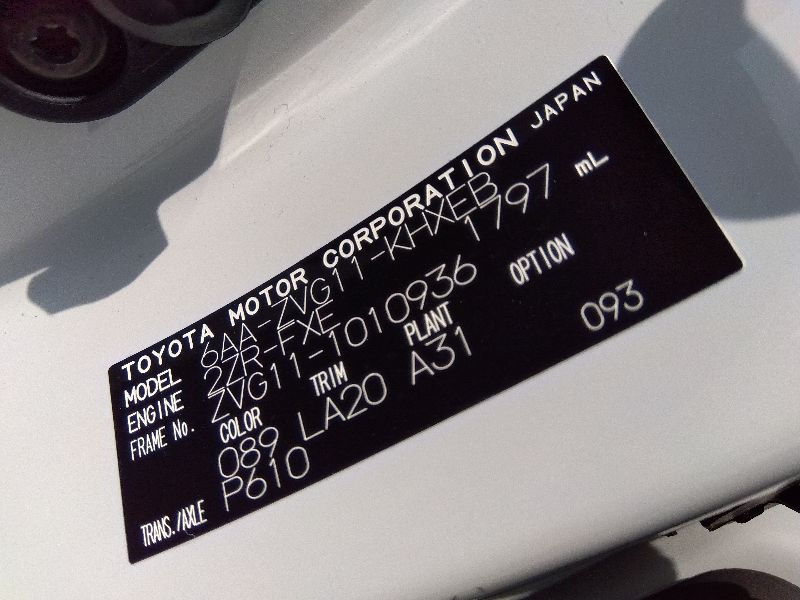 TOYOTA MOTOR CORPORATION JAPAN
MODEL 6AA-ZVG11-KHXEB
ENGINE 2ZR-FXE 1797 mL
FRAME No. ZVG11-1010936
COLOR TRIM PLANT OPTION
089 LA20 A31 093
TRANS./AXLE P610